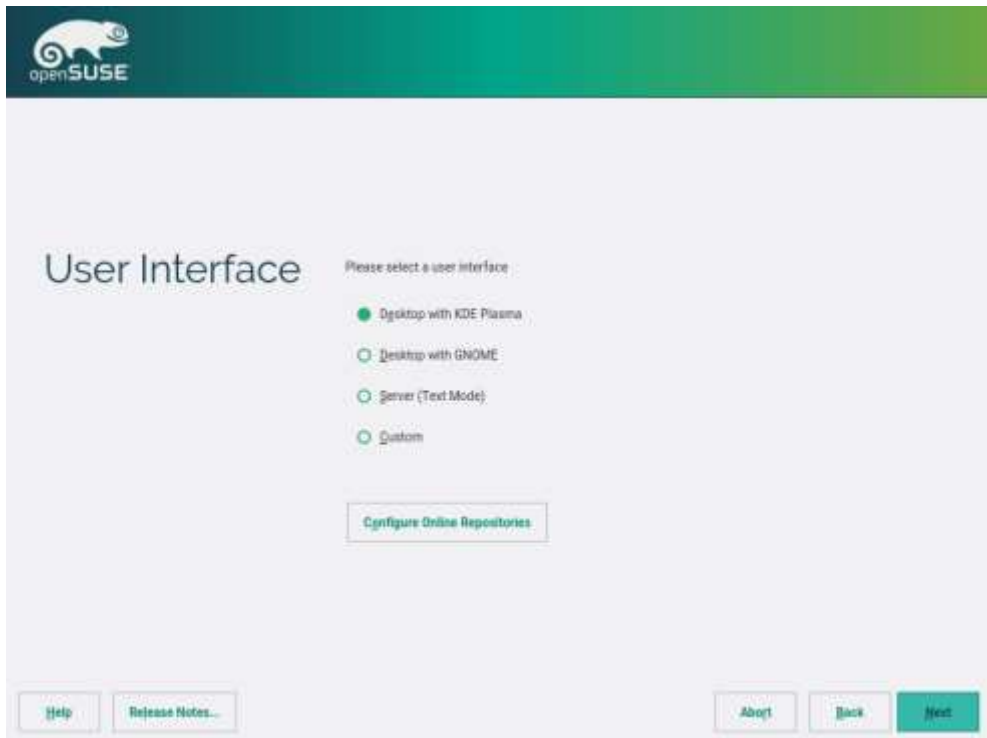 openSUSE
User Interface
Please select a user interface
Desktop with KDE Plasma
Desktop with GNOME
Server (Text Mode)
Custom
Configure Online Repositories
Help
Release Notes...
Abort
Back
Next